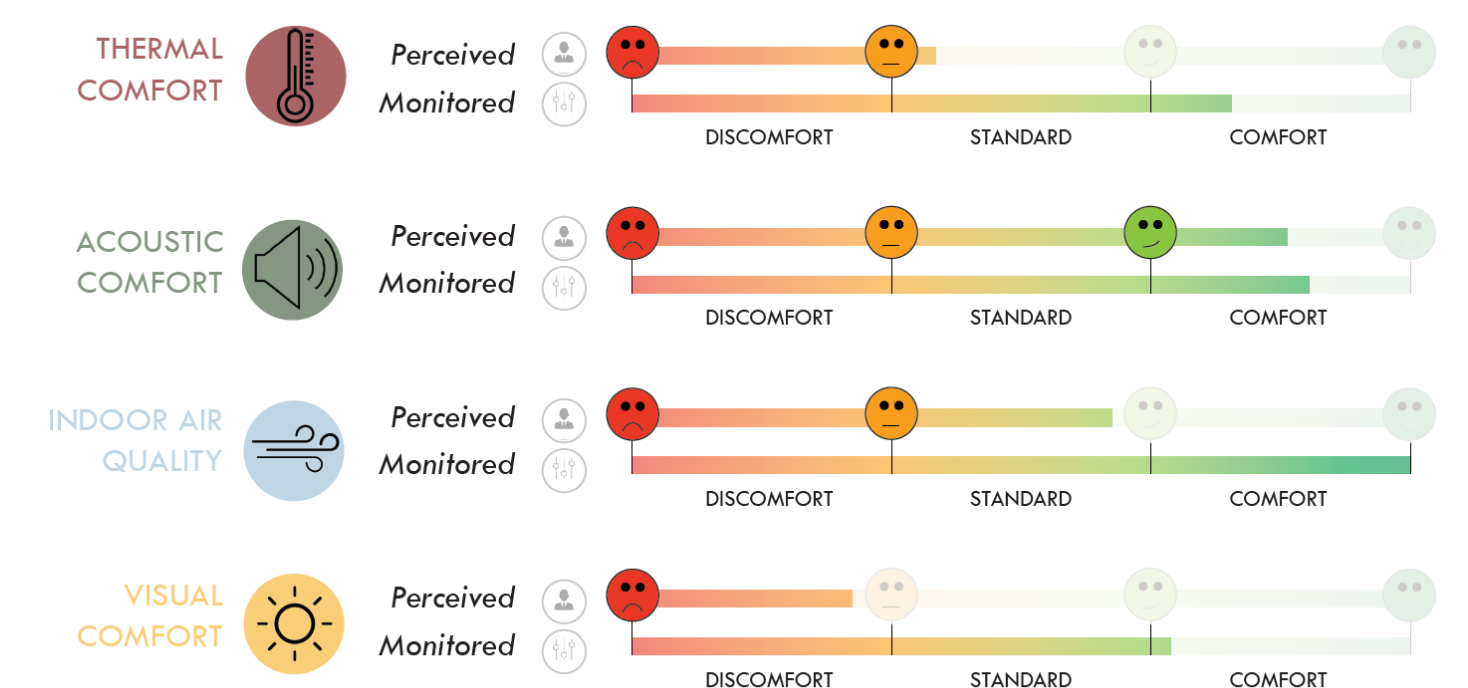 THERMAL
COMFORT
Perceived
Monitored
DISCOMFORT STANDARD COMFORT
ACOUSTIC
COMFORT
Perceived
Monitored
DISCOMFORT STANDARD COMFORT
INDOOR AIR
QUALITY
Perceived
Monitored
DISCOMFORT STANDARD COMFORT
VISUAL
COMFORT
Perceived
Monitored
DISCOMFORT STANDARD COMFORT